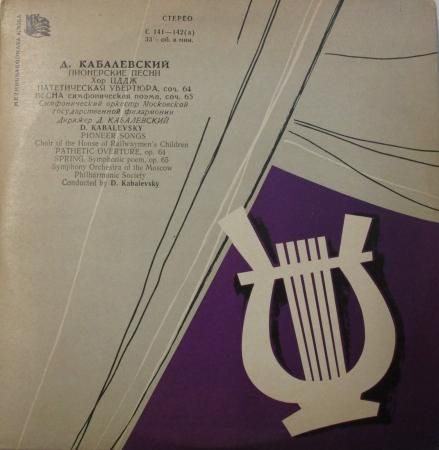 МК
МЕЖДУНАРОДНАЯ КНИГА
СТЕРЕО
С 141—142(a)
33⅓ об. в мин.
Д. КАБАЛЕВСКИЙ
ПИОНЕРСКИЕ ПЕСНИ
Хор ЦДДЖ
ПАТЕТИЧЕСКАЯ УВЕРТЮРА, соч. 64
ВЕСНА симфоническая поэма, соч. 65
Симфонический оркестр Московской
государственной филармонии
Дирижер Д. КАБАЛЕВСКИЙ
D. KABALEVSKY
PIONEER SONGS
Choir of the House of Railwaymen's Children
PATHETIC OVERTURE, op. 64
SPRING. Symphonic poem, op. 65
Symphony Orchestra of the Moscow
Philharmonic Society
Conducted by D. Kabalevsky